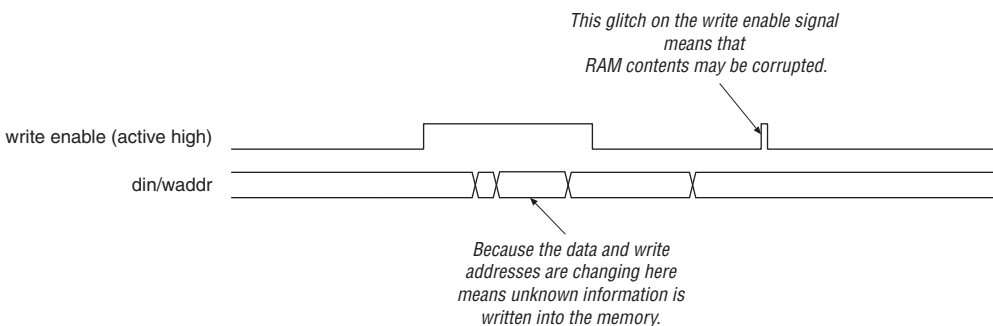 This glitch on the write enable signal
means that
RAM contents may be corrupted.
write enable (active high)
din/waddr
Because the data and write
addresses are changing here
means unknown information is
written into the memory.